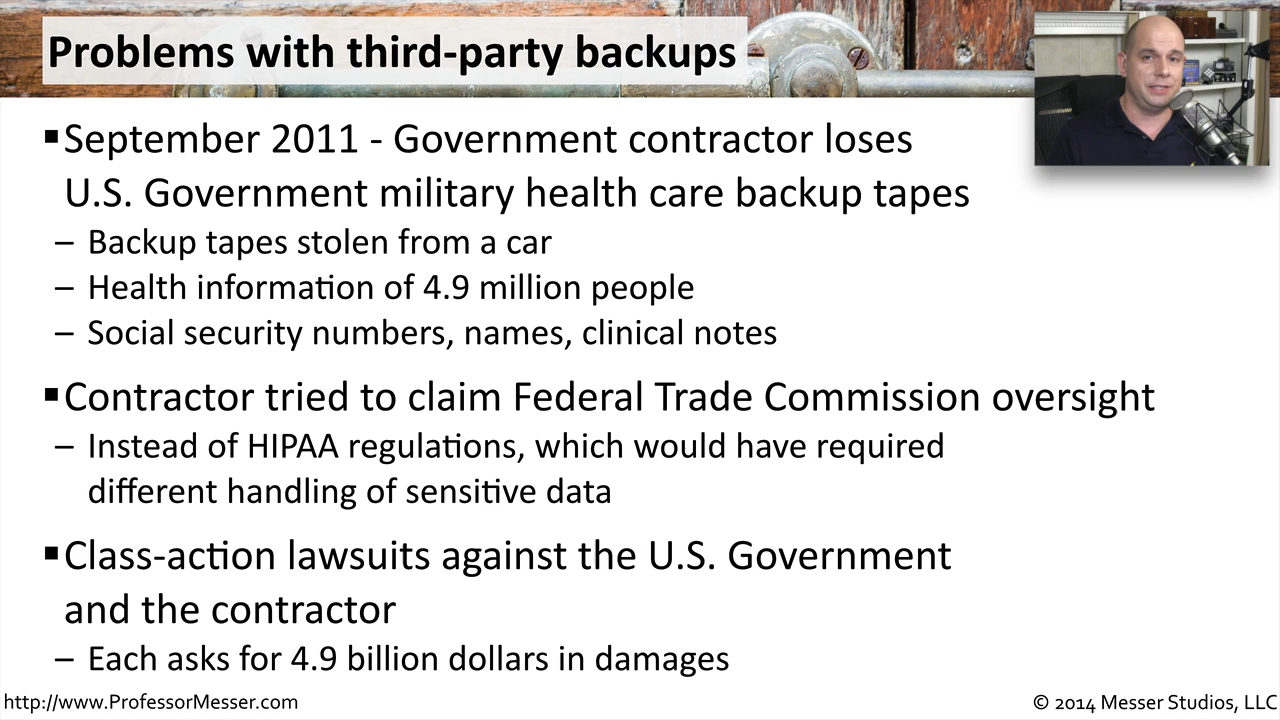 Problems with third-party backups
▪September 2011 - Government contractor loses
U.S. Government military health care backup tapes
– Backup tapes stolen from a car
– Health information of 4.9 million people
– Social security numbers, names, clinical notes
▪Contractor tried to claim Federal Trade Commission oversight
– Instead of HIPAA regulations, which would have required
different handling of sensitive data
▪Class-action lawsuits against the U.S. Government
and the contractor
– Each asks for 4.9 billion dollars in damages
http://www.ProfessorMesser.com
© 2014 Messer Studios, LLC